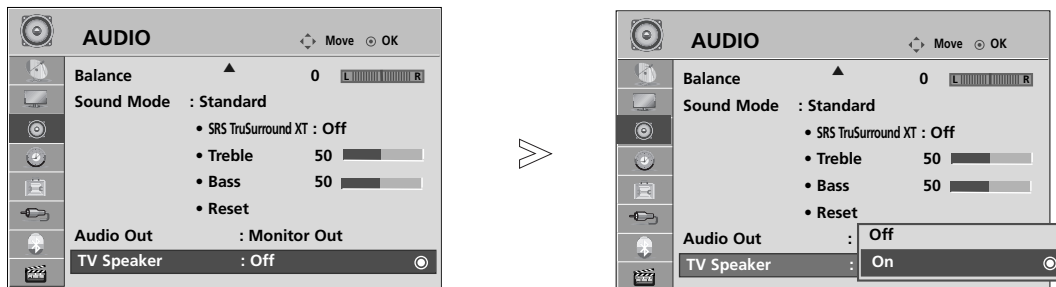 AUDIO Move OK
Balance 0 L R
Sound Mode : Standard
• SRS TruSurround XT : Off
• Treble 50
• Bass 50
• Reset
Audio Out : Monitor Out
TV Speaker : Off
AUDIO Move OK
Balance 0 L R
Sound Mode : Standard
• SRS TruSurround XT : Off
• Treble 50
• Bass 50
• Reset
Audio Out :
Off
TV Speaker : On